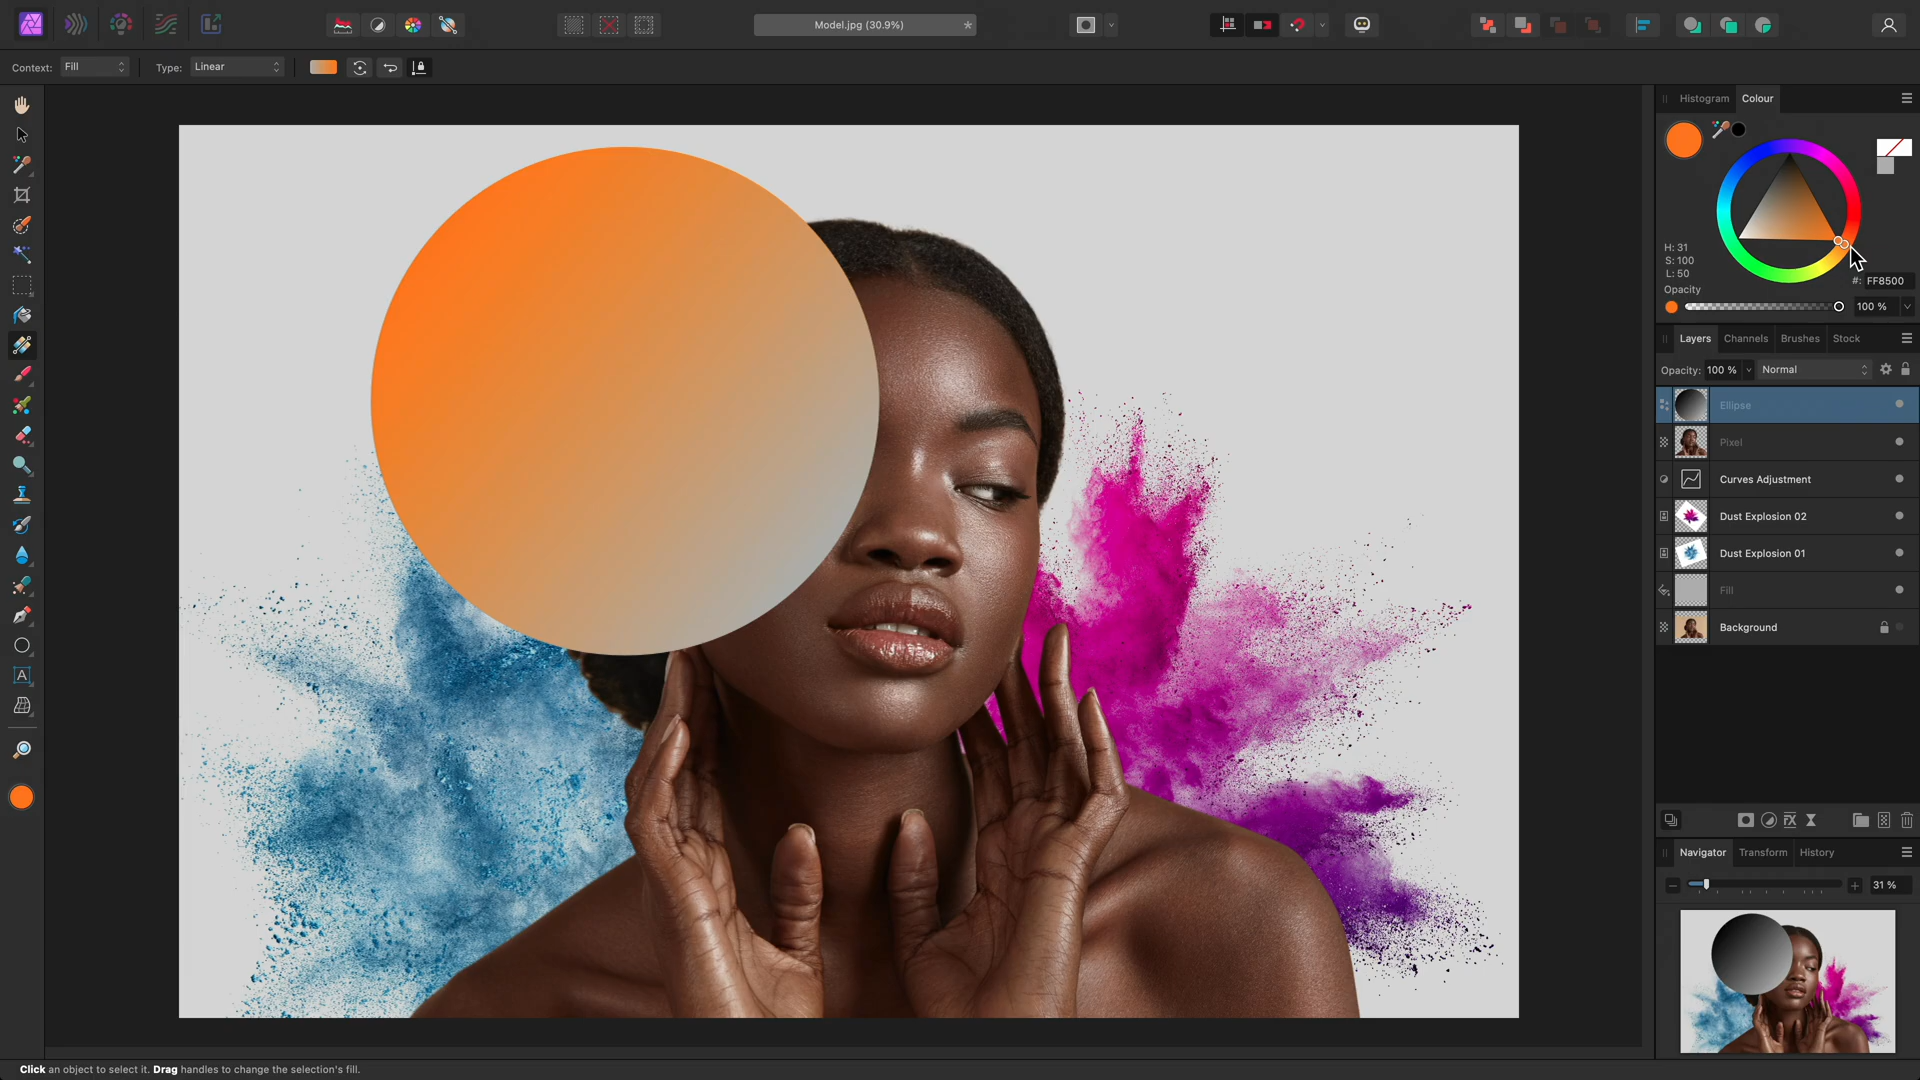 Model.jpg (30.9%)
*
Context: Fill Type: Linear
Histogram Colour
H: 31
S: 100
L: 50
#: FF8500
Opacity
100 %
Layers Channels Brushes Stock
Opacity: 100 % Normal
Ellipse
Pixel
Curves Adjustment
Dust Explosion 02
Dust Explosion 01
Fill
Background
Navigator Transform History
31 %
Click an object to select it. Drag handles to change the selection's fill.